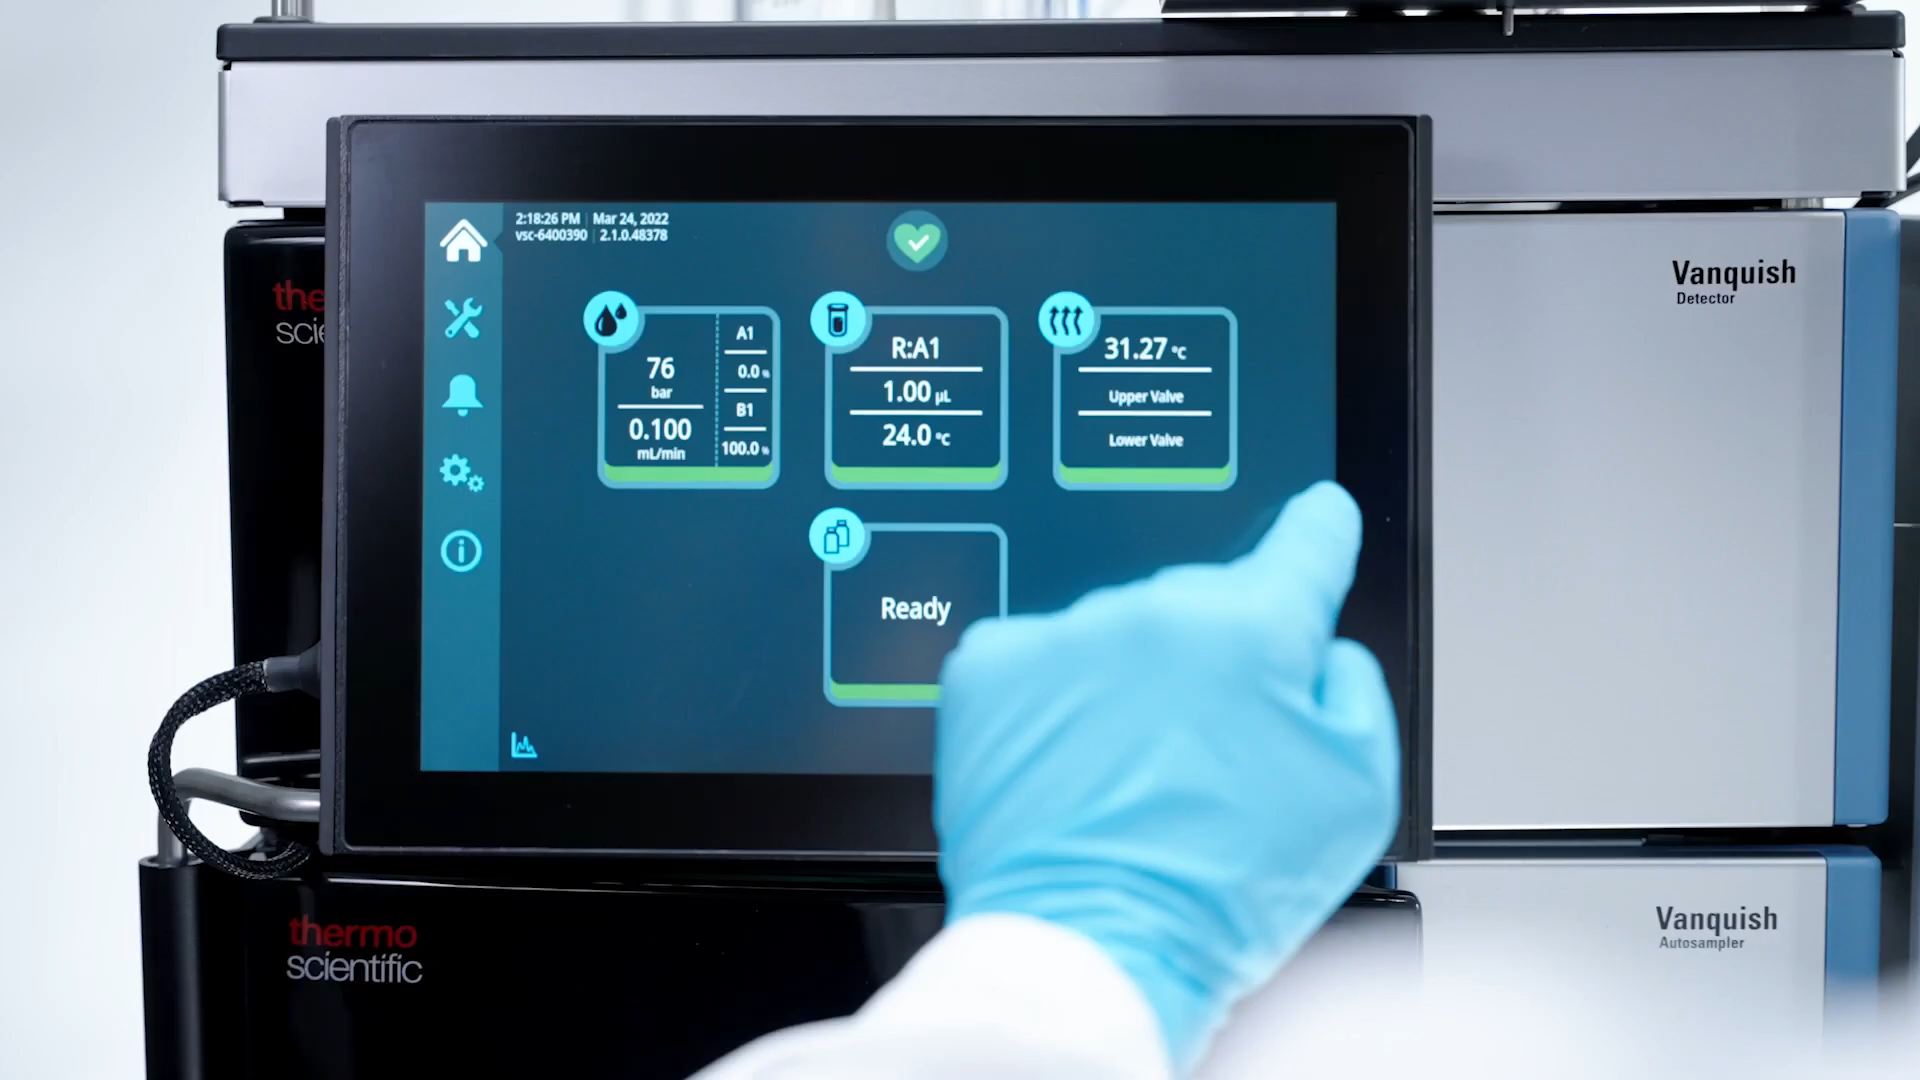 2:18:26 PM | Mar 24, 2022
vsc-6400390 | 2.1.0.48378
76
bar
0.100
mL/min
A1
0.0 %
B1
100.0 %
R:A1
1.00 µL
24.0 °C
31.27 °C
Upper Valve
Lower Valve
Ready
the
scie
Vanquish
Detector
thermo
scientific
Vanquish
Autosampler